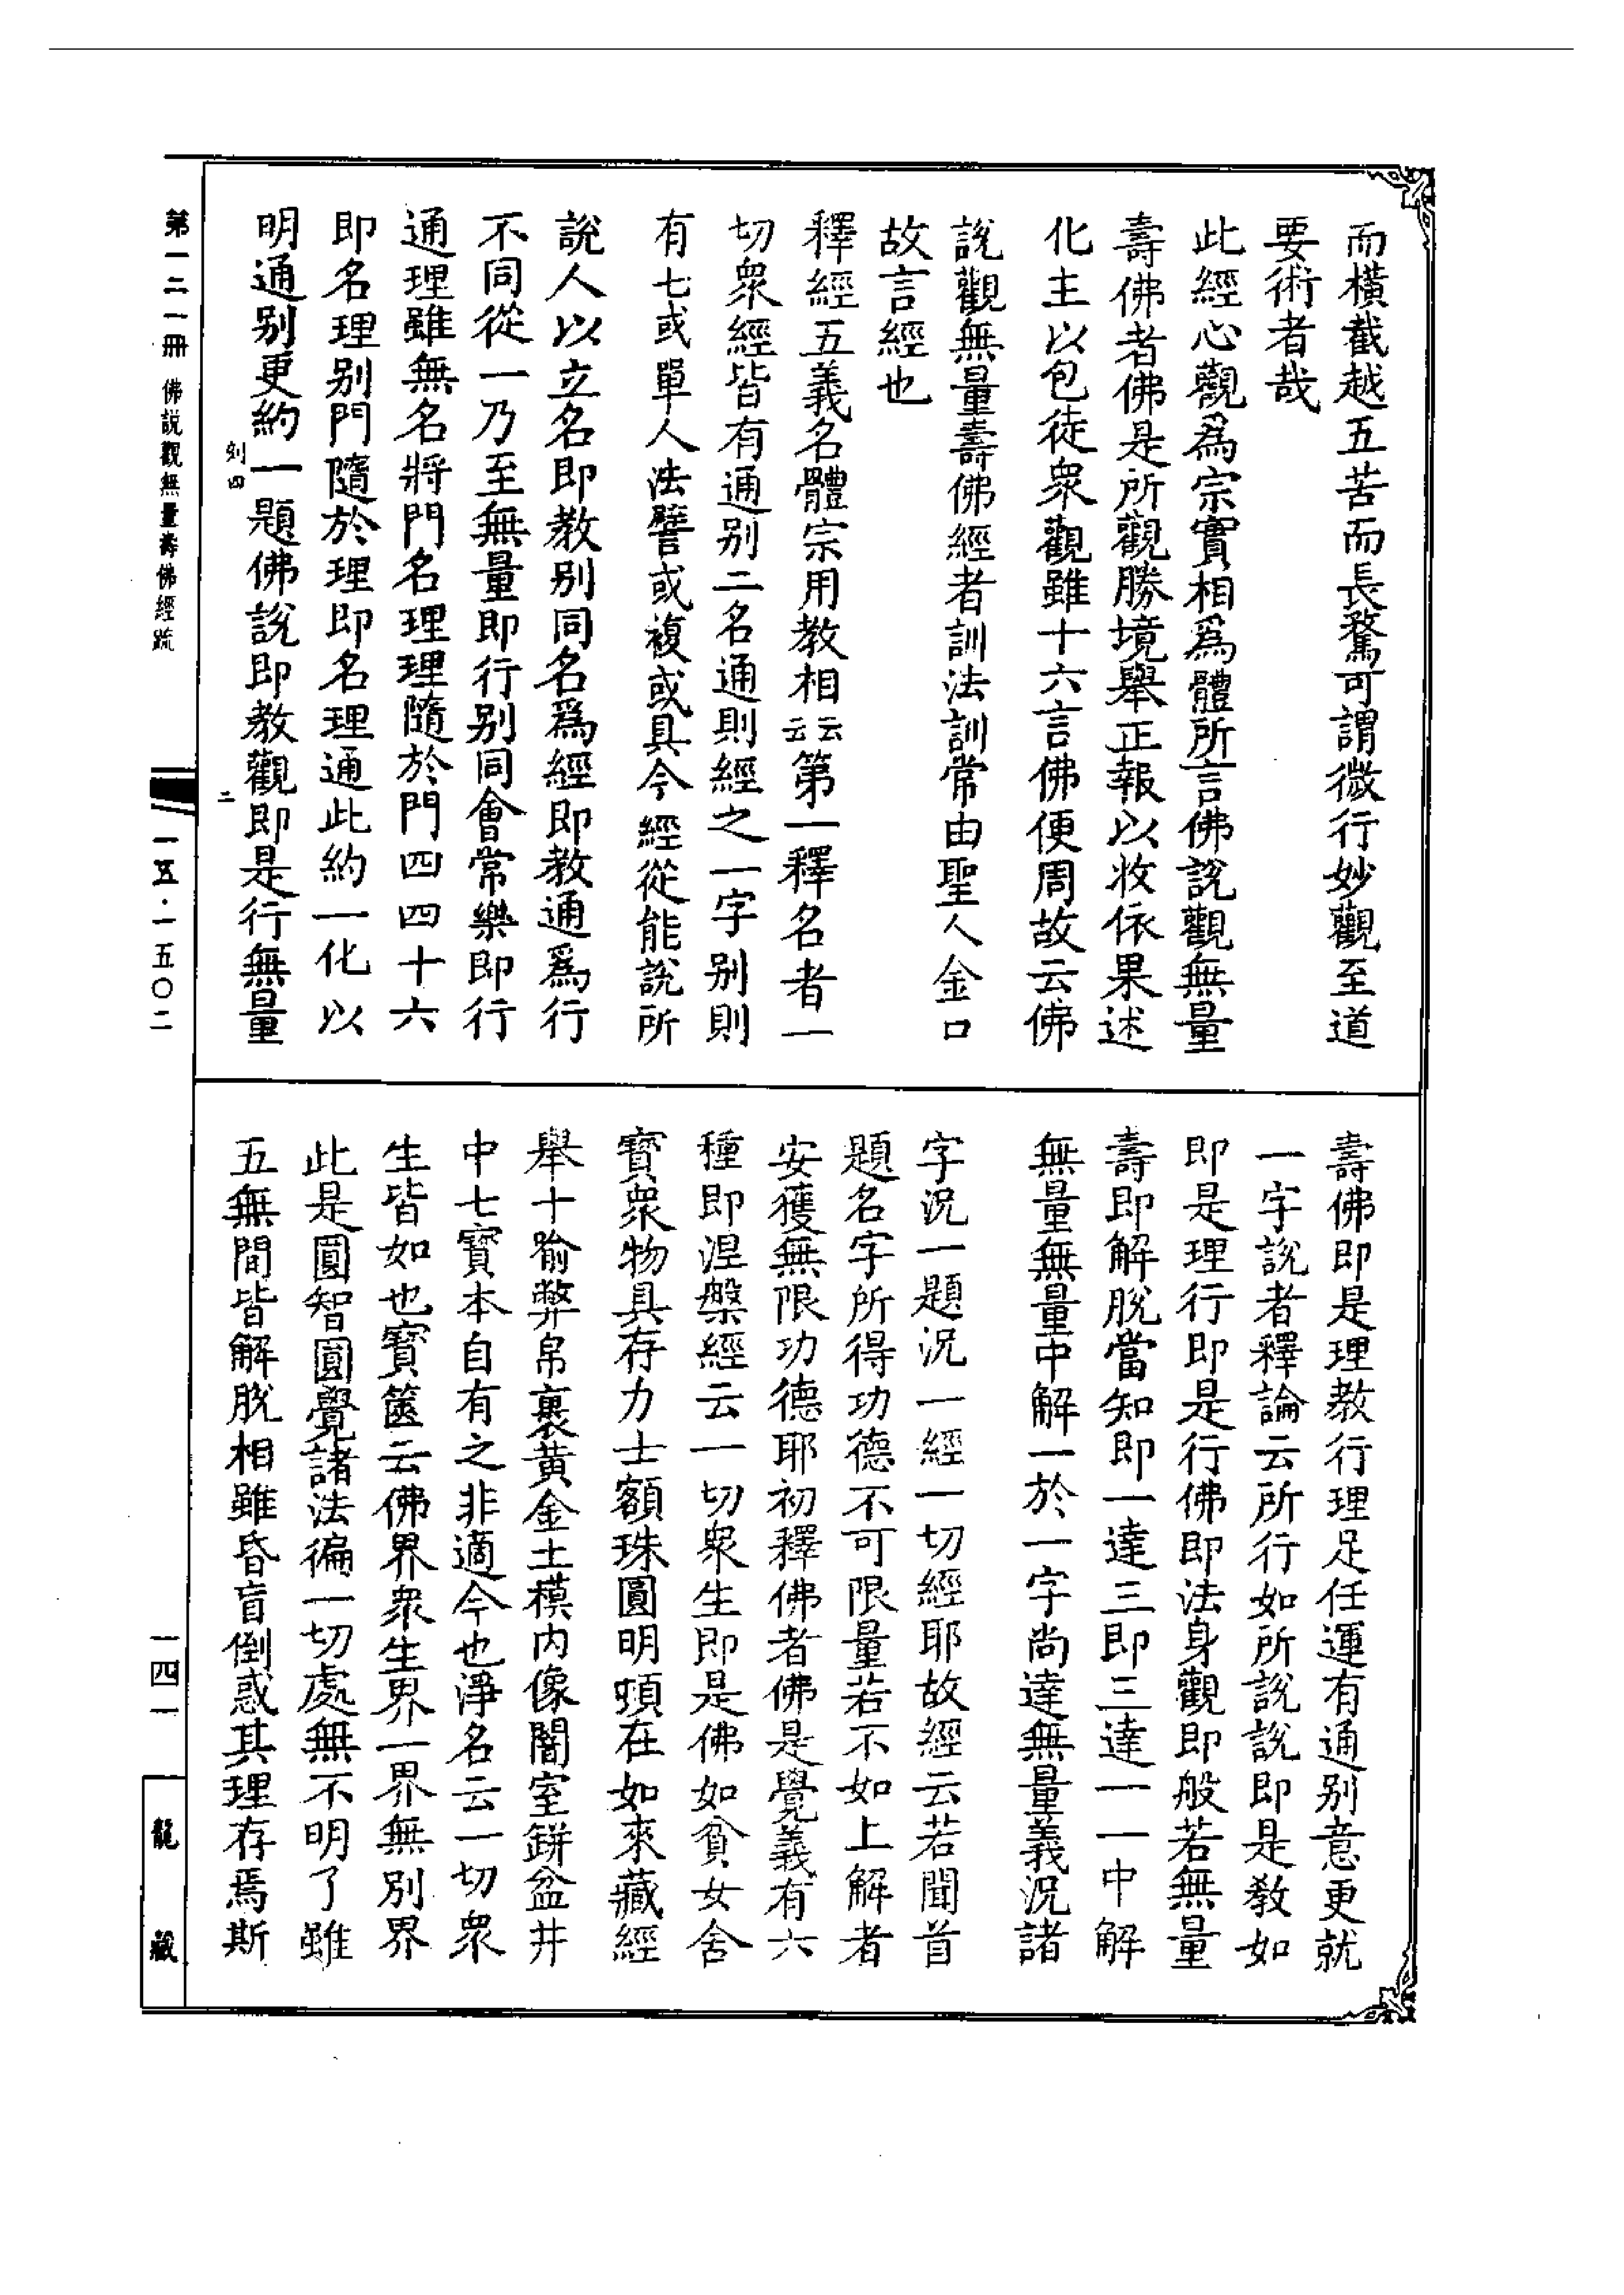 而橫截越五苦而長騖可謂微行妙觀至道
要術者哉
此經心觀爲宗實相爲體所言佛說觀無量
壽佛者佛是所觀勝境舉正報以收依果述
化主以包徒衆觀雖十六言佛便周故云佛
說觀無量壽佛經者訓法訓常由聖人金口
故言經也
釋經五義名體宗用教相云云第一釋名者一
切衆經皆有通别二名通則經之一字别則
有七或單人法譬或複或具今經從能說所
說人以立名即教别同名爲經即教通爲行
不同從一乃至無量即行别同會常樂即行
通理雖無名將門名理理隨於門四四十六
即名理别門隨於理即名理通此約一化以
明通别更約一題佛說即教觀即是行無量
刻四
二
壽佛即是理教行理足任運有通别意更就
一字說者釋論云所行如所說說即是教如
即是理行即是行佛即法身觀即般若無量
壽即解脫當知即一達三即三達一一中解
無量無量中解一於一字尚達無量義況諸
字況一題況一經一切經耶故經云若聞首
題名字所得功德不可限量若不如上解者
安獲無限功德耶初釋佛者佛是覺義有六
種即涅槃經云一切衆生即是佛如貧女舍
寶衆物具存力士額珠圓明頓在如來藏經
舉十喻弊帛裹黄金土模内像闇室缾盆井
中七寶本自有之非適今也淨名云一切衆
生皆如也寶篋云佛界衆生界一界無別界
此是圓智圓覺諸法徧一切處無不明了雖
五無間皆解脫相雖昏盲倒惑其理存焉斯
第一二一冊 佛説觀無量壽佛經疏
一五·一五〇二
一四一
龍藏